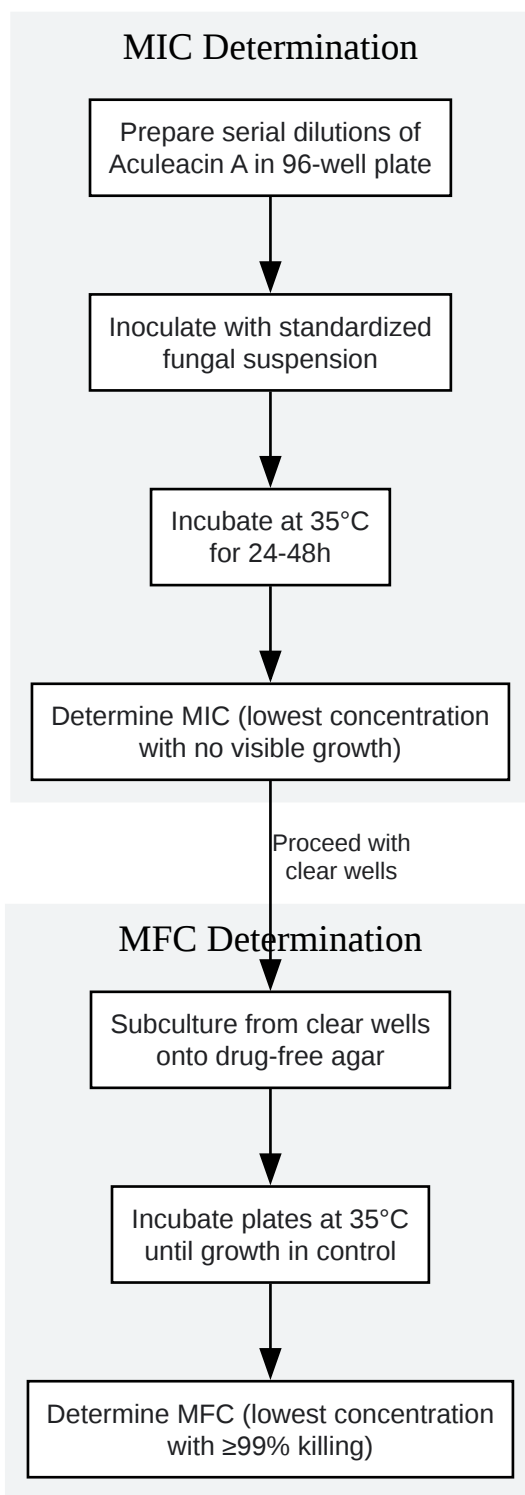 MIC Determination
Prepare serial dilutions of
Aculeacin A in 96-well plate
Inoculate with standardized
fungal suspension
Incubate at 35°C
for 24-48h
Determine MIC (lowest concentration
with no visible growth)
Proceed with
clear wells
MFC Determination
Subculture from clear wells
onto drug-free agar
Incubate plates at 35°C
until growth in control
Determine MFC (lowest concentration
with ≥99% killing)